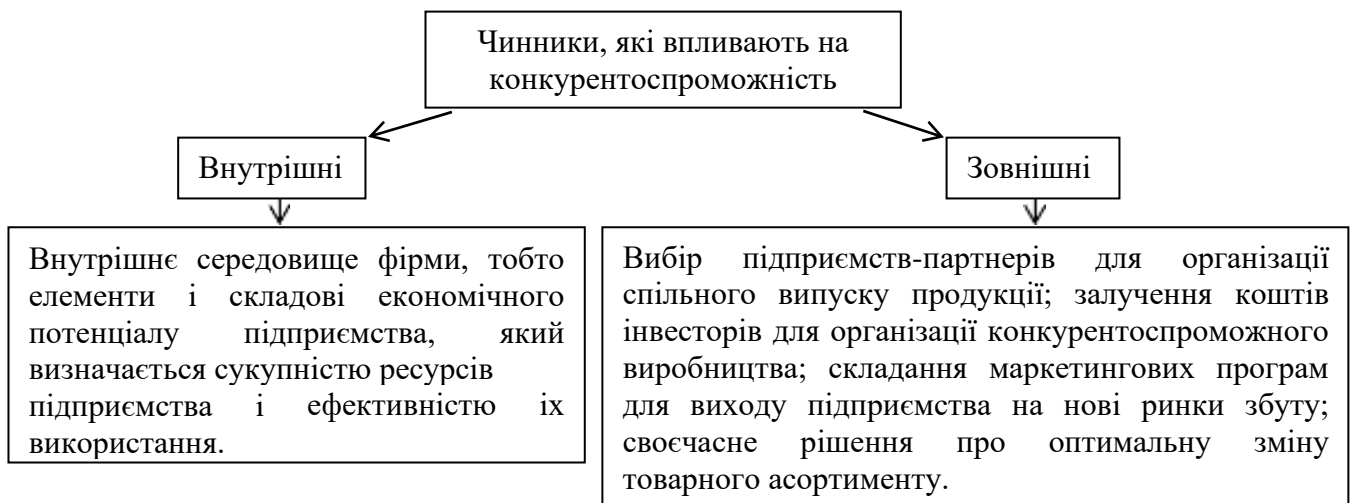 Чинники, які впливають на
конкурентоспроможність
Внутрішні
Зовнішні
Внутрішнє середовище фірми, тобто
елементи і складові економічного
потенціалу підприємства, який
визначається сукупністю ресурсів
підприємства і ефективністю їх
використання.
Вибір підприємств-партнерів для організації
спільного випуску продукції; залучення коштів
інвесторів для організації конкурентоспроможного
виробництва; складання маркетингових програм
для виходу підприємства на нові ринки збуту;
своєчасне рішення про оптимальну зміну
товарного асортименту.